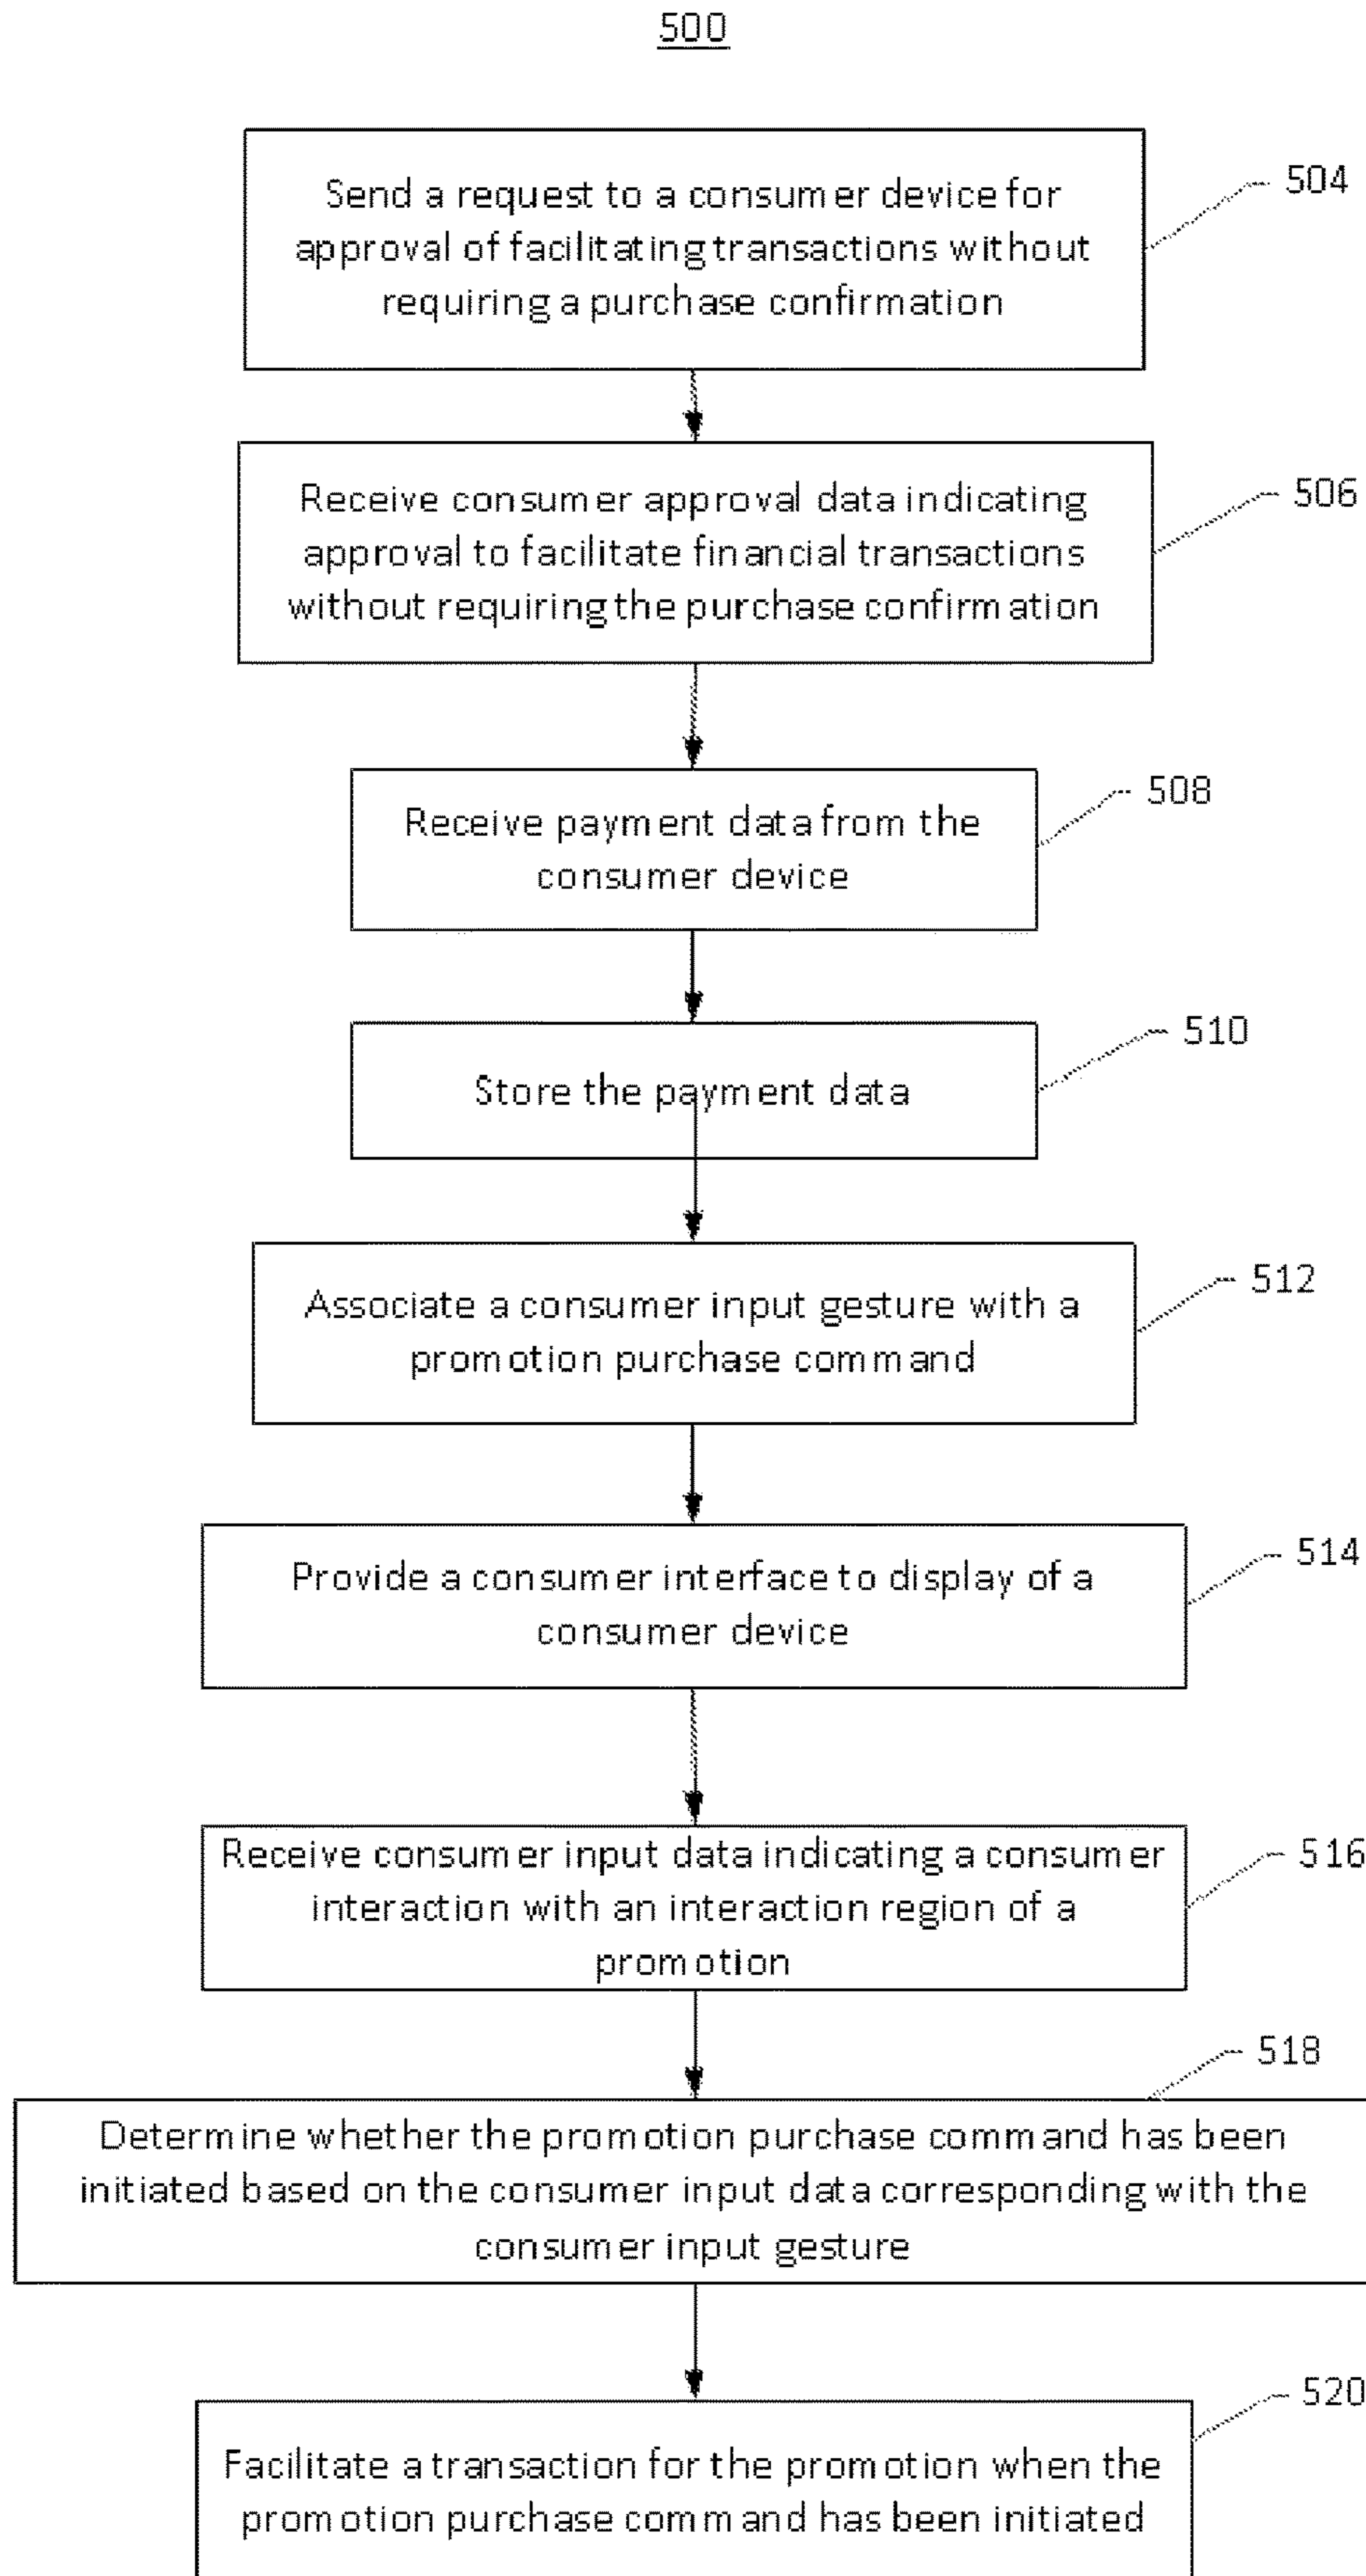 500
Send a request to a consumer device for
approval of facilitating transactions without
requiring a purchase confirmation
504
Receive consumer approval data indicating
approval to facilitate financial transactions
without requiring the purchase confirmation
506
Receive payment data from the
consumer device
508
Store the payment data
510
Associate a consumer input gesture with a
promotion purchase command
512
Provide a consumer interface to display of a
consumer device
514
Receive consumer input data indicating a consumer
interaction with an interaction region of a
promotion
516
Determine whether the promotion purchase command has been
initiated based on the consumer input data corresponding with the
consumer input gesture
518
Facilitate a transaction for the promotion when the
promotion purchase command has been initiated
520